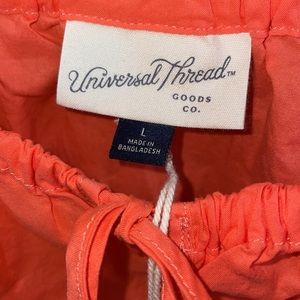 Universal Thread™
GOODS
CO.
L
MADE IN
BANGLADESH